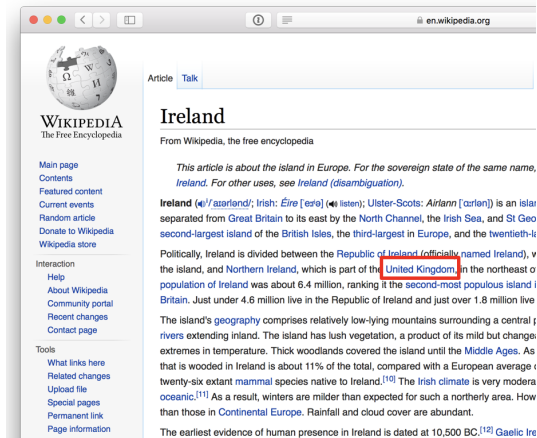 en.wikipedia.org
WIKIPEDIA
The Free Encyclopedia
Main page
Contents
Featured content
Current events
Random article
Donate to Wikipedia
Wikipedia store
Interaction
Help
About Wikipedia
Community portal
Recent changes
Contact page
Tools
What links here
Related changes
Upload file
Special pages
Permanent link
Page information
Article Talk
Ireland
From Wikipedia, the free encyclopedia
This article is about the island in Europe. For the sovereign state of the same name,
Ireland. For other uses, see Ireland (disambiguation).
Ireland (listen); Ulster-Scots: Airlann [ˈɑːrlən]) is an islan
separated from Great Britain to its east by the North Channel, the Irish Sea, and St Geo
second-largest island of the British Isles, the third-largest in Europe, and the twentieth-la
Politically, Ireland is divided between the Republic of Ireland (officially named Ireland), w
the island, and Northern Ireland, which is part of the United Kingdom, in the northeast o
population of Ireland was about 6.4 million, ranking it the second-most populous island i
Britain. Just under 4.6 million live in the Republic of Ireland and just over 1.8 million live
The island's geography comprises relatively low-lying mountains surrounding a central p
rivers extending inland. The island has lush vegetation, a product of its mild but changea
extremes in temperature. Thick woodlands covered the island until the Middle Ages. As
that is wooded in Ireland is about 11% of the total, compared with a European average o
twenty-six extant mammal species native to Ireland.[10] The Irish climate is very modera
oceanic.[11] As a result, winters are milder than expected for such a northerly area. How
than those in Continental Europe. Rainfall and cloud cover are abundant.
The earliest evidence of human presence in Ireland is dated at 10,500 BC.[12] Gaelic Ire